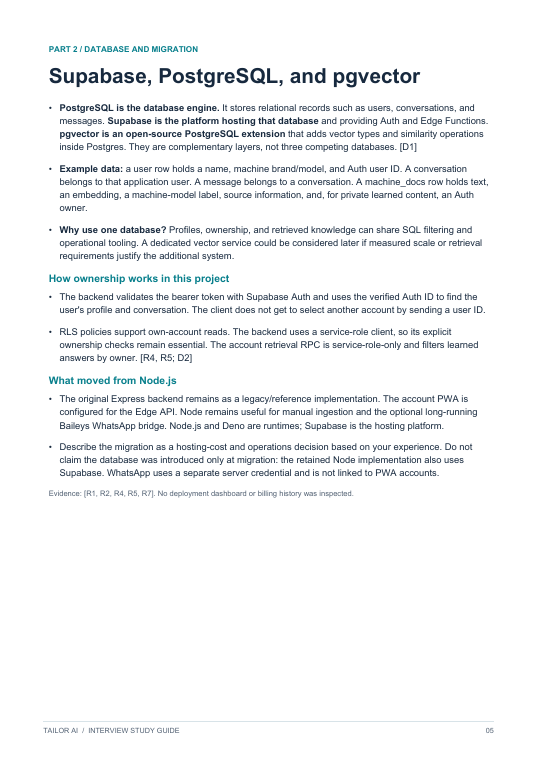 PART 2 / DATABASE AND MIGRATION
Supabase, PostgreSQL, and pgvector
• PostgreSQL is the database engine. It stores relational records such as users, conversations, and
messages. Supabase is the platform hosting that database and providing Auth and Edge Functions.
pgvector is an open-source PostgreSQL extension that adds vector types and similarity operations
inside Postgres. They are complementary layers, not three competing databases. [D1]
• Example data: a user row holds a name, machine brand/model, and Auth user ID. A conversation
belongs to that application user. A message belongs to a conversation. A machine_docs row holds text,
an embedding, a machine-model label, source information, and, for private learned content, an Auth
owner.
• Why use one database? Profiles, ownership, and retrieved knowledge can share SQL filtering and
operational tooling. A dedicated vector service could be considered later if measured scale or retrieval
requirements justify the additional system.
How ownership works in this project
• The backend validates the bearer token with Supabase Auth and uses the verified Auth ID to find the
user's profile and conversation. The client does not get to select another account by sending a user ID.
• RLS policies support own-account reads. The backend uses a service-role client, so its explicit
ownership checks remain essential. The account retrieval RPC is service-role-only and filters learned
answers by owner. [R4, R5; D2]
What moved from Node.js
• The original Express backend remains as a legacy/reference implementation. The account PWA is
configured for the Edge API. Node remains useful for manual ingestion and the optional long-running
Baileys WhatsApp bridge. Node.js and Deno are runtimes; Supabase is the hosting platform.
• Describe the migration as a hosting-cost and operations decision based on your experience. Do not
claim the database was introduced only at migration: the retained Node implementation also uses
Supabase. WhatsApp uses a separate server credential and is not linked to PWA accounts.
Evidence: [R1, R2, R4, R5, R7]. No deployment dashboard or billing history was inspected.
TAILOR AI / INTERVIEW STUDY GUIDE
05